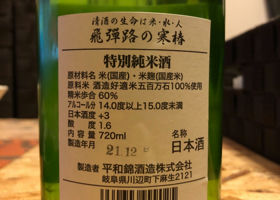 清酒の生命は米・水・人
飛騨路の寒椿
特別純米酒
原材料名 米(国産)・米麹(国産米)
原料米 酒造好適米五百万石100%使用
精米歩合 60%
アルコール分 14.0度以上15.0度未満
日本酒度 +3
酸度 1.6
内容量 720ml
製造年月 21.12
名称
日本酒
製造者 平和錦酒造株式会社
岐阜県川辺町下麻生2121